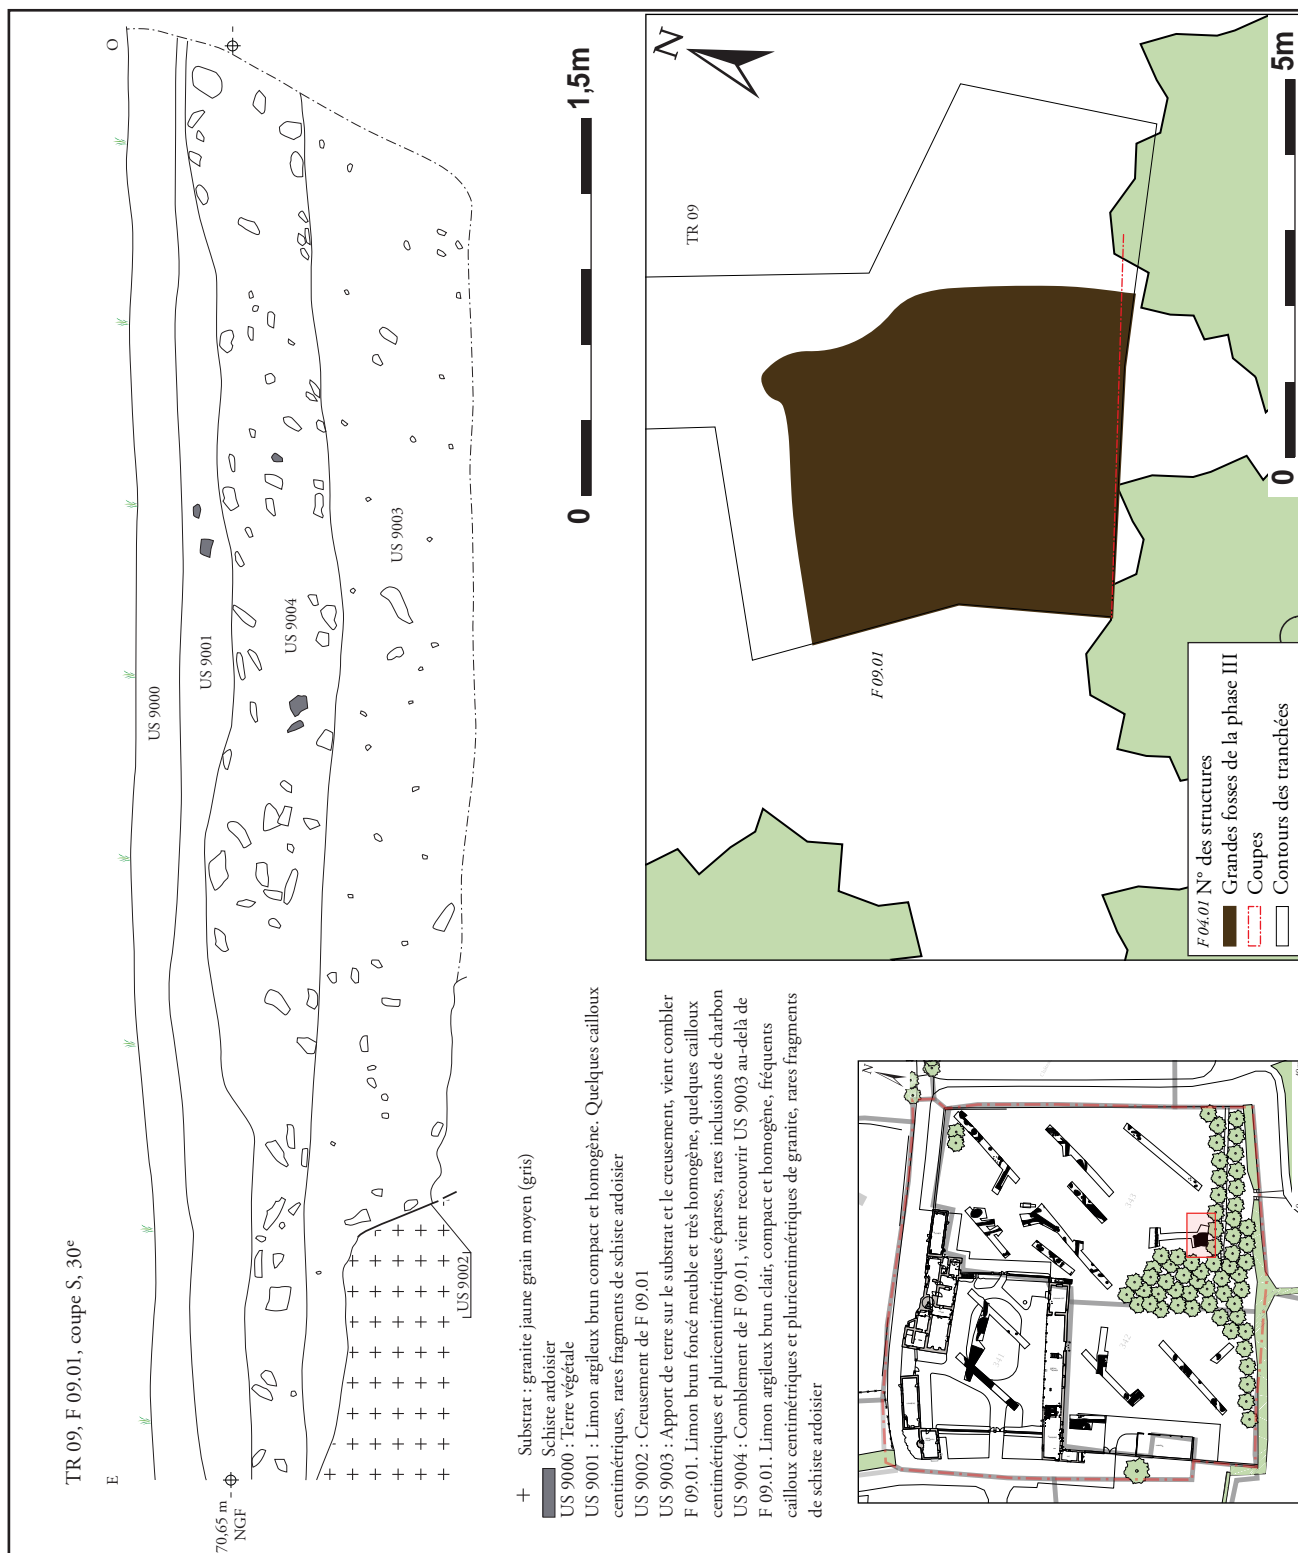 TR 09, F 09.01, coupe S, 30e
E
O
70,65 m
NGF
US 9000
US 9001
US 9004
US 9003
US 9002
0
1,5m
+ Substrat : granite jaune grain moyen (gris)
Schiste ardoisier
US 9000 : Terre végétale
US 9001 : Limon argileux brun compact et homogène. Quelques cailloux
centimétriques, rares fragments de schiste ardoisier
US 9002 : Creusement de F 09.01
US 9003 : Apport de terre sur le substrat et le creusement, vient combler
F 09.01. Limon brun foncé meuble et très homogène, quelques cailloux
centimétriques et pluricentimétriques éparses, rares inclusions de charbon
US 9004 : Comblement de F 09.01, vient recouvrir US 9003 au-delà de
F 09.01. Limon argileux brun clair, compact et homogène, fréquents
cailloux centimétriques et pluricentimétriques de granite, rares fragments
de schiste ardoisier
N
341
342
343
N
TR 09
F 09.01
F 04.01 N° des structures
Grandes fosses de la phase III
Coupes
Contours des tranchées
0
5m